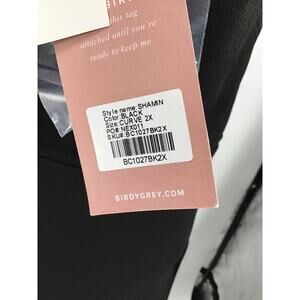 this tag
attached until you're
ready to keep me
Style name:SHAMIN
Color:BLACK
Size:CURVE 2X
PO#:NEX011
SKU#:BC1027BK2X
BC1027BK2X
BIRDYGREY.COM